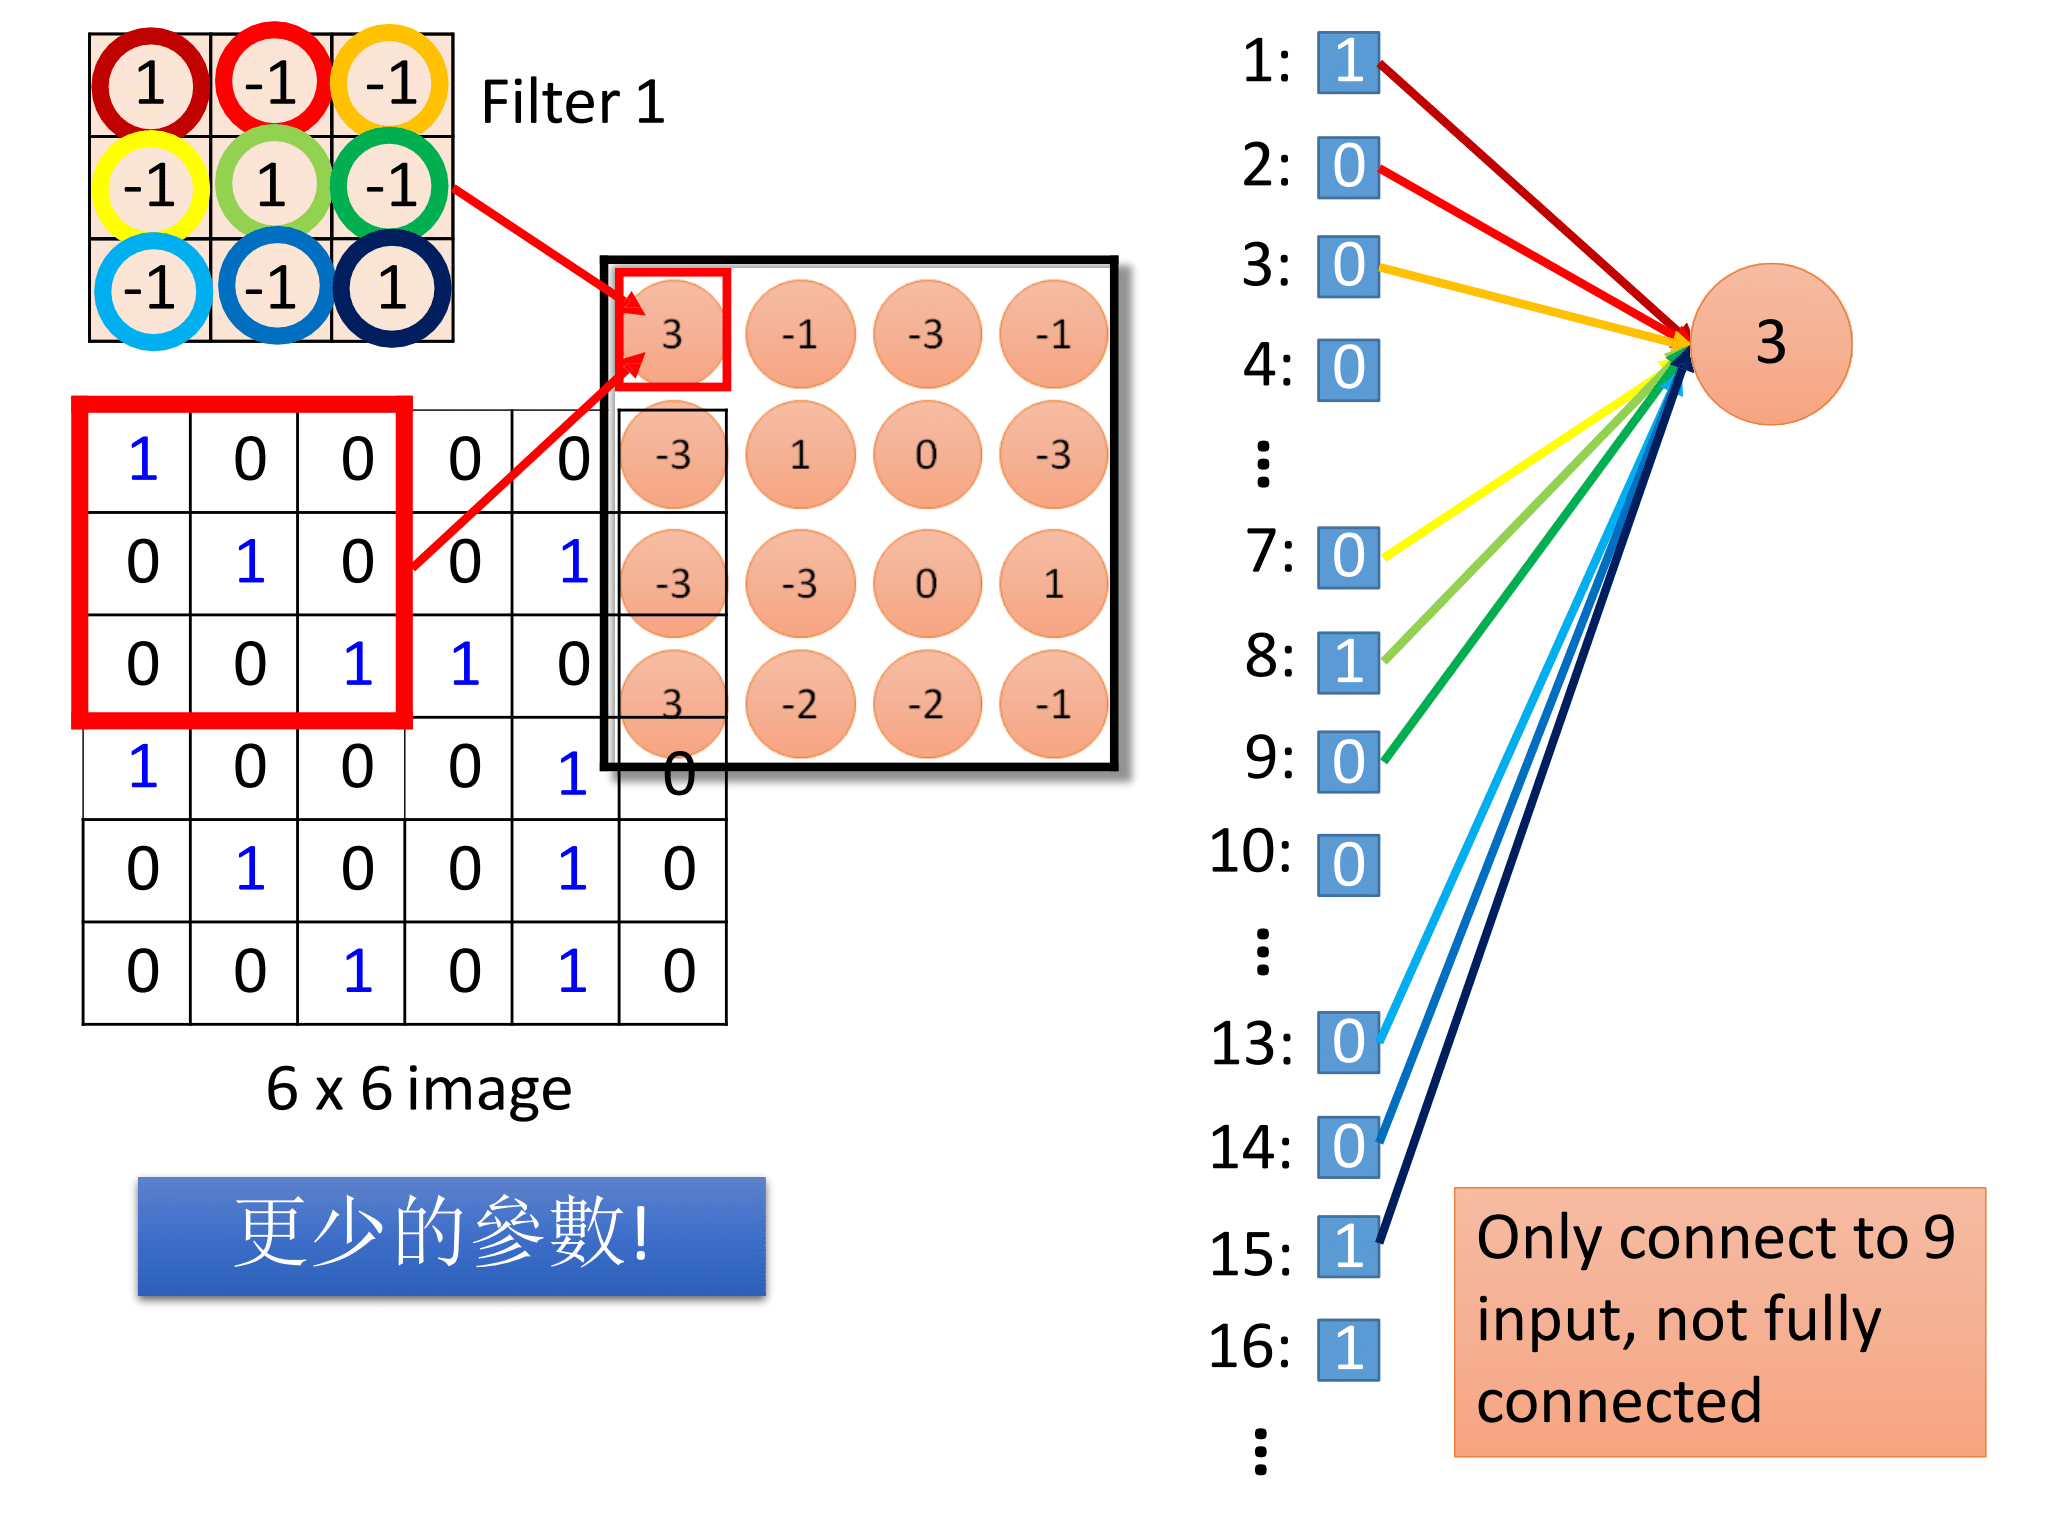 1 -1 -1
-1 1 -1
-1 -1 1
Filter 1
3 -1 -3 -1
-3 1 0 -3
-3 -3 0 1
3 -2 -2 -1
1 0 0 0 0
0 1 0 0 1
0 0 1 1 0
1 0 0 0 1 0
0 1 0 0 1 0
0 0 1 0 1 0
6 x 6 image
更少的參數!
1: 1
2: 0
3: 0
4: 0
⋮
7: 0
8: 1
9: 0
10: 0
⋮
13: 0
14: 0
15: 1
16: 1
⋮
3
Only connect to 9
input, not fully
connected